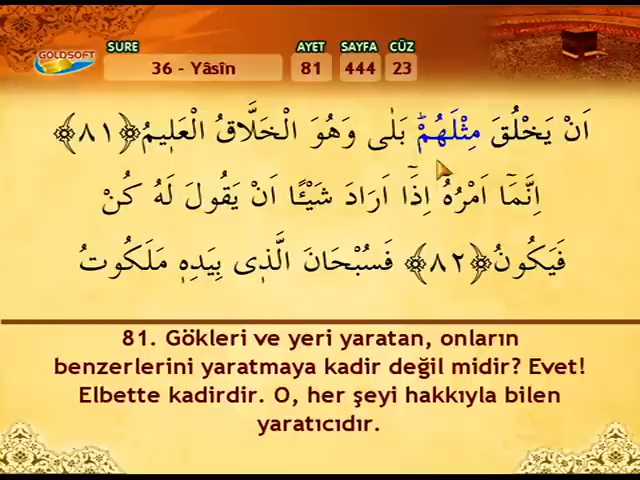 GOLDSOFT
SURE AYET SAYFA CÜZ
36 - Yâsîn 81 444 23
اَنْ يَخْلُقَ مِثْلَهُمْۜ بَلٰى وَهُوَ الْخَلَّاقُ الْعَلٖيمُ ﴿٨١﴾
اِنَّمَٓا اَمْرُهُٓ اِذَٓا اَرَادَ شَيْـًٔا اَنْ يَقُولَ لَهُ كُنْ
فَيَكُونُ ﴿٨٢﴾ فَسُبْحَانَ الَّذٖى بِيَدِهٖ مَلَكُوتُ
81. Gökleri ve yeri yaratan, onların
benzerlerini yaratmaya kadir değil midir? Evet!
Elbette kadirdir. O, her şeyi hakkıyla bilen
yaratıcıdır.